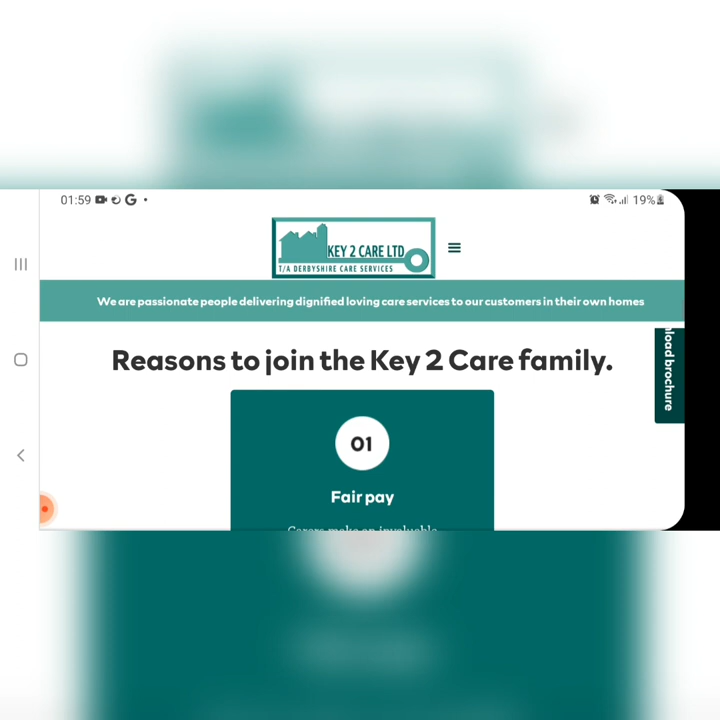 01:59
19%
KEY 2 CARE LTD
T/A DERBYSHIRE CARE SERVICES
We are passionate people delivering dignified loving care services to our customers in their own homes
Reasons to join the Key 2 Care family.
brochure
01
Fair pay